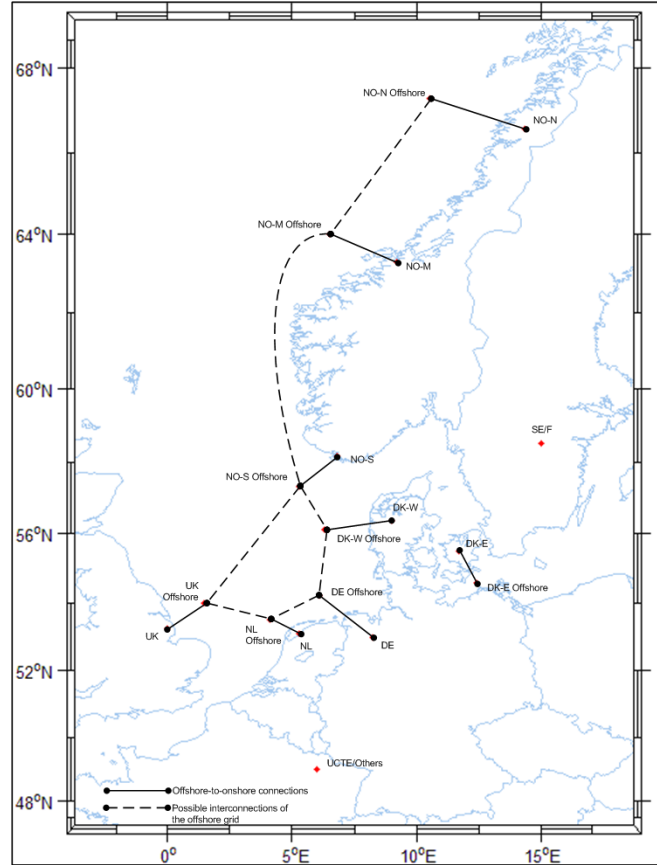 68°N
NO-N Offshore
NO-N
64°N
NO-M Offshore
NO-M
60°N
SE/F
NO-S
NO-S Offshore
DK-W
56°N
DK-W Offshore
DK-E
UK
Offshore
DE Offshore
DK-E Offshore
NL
Offshore
UK
NL
DE
52°N
UCTE/Others
Offshore-to-onshore connections
48°N
Possible interconnections of
the offshore grid
0°
5°E
10°E
15°E